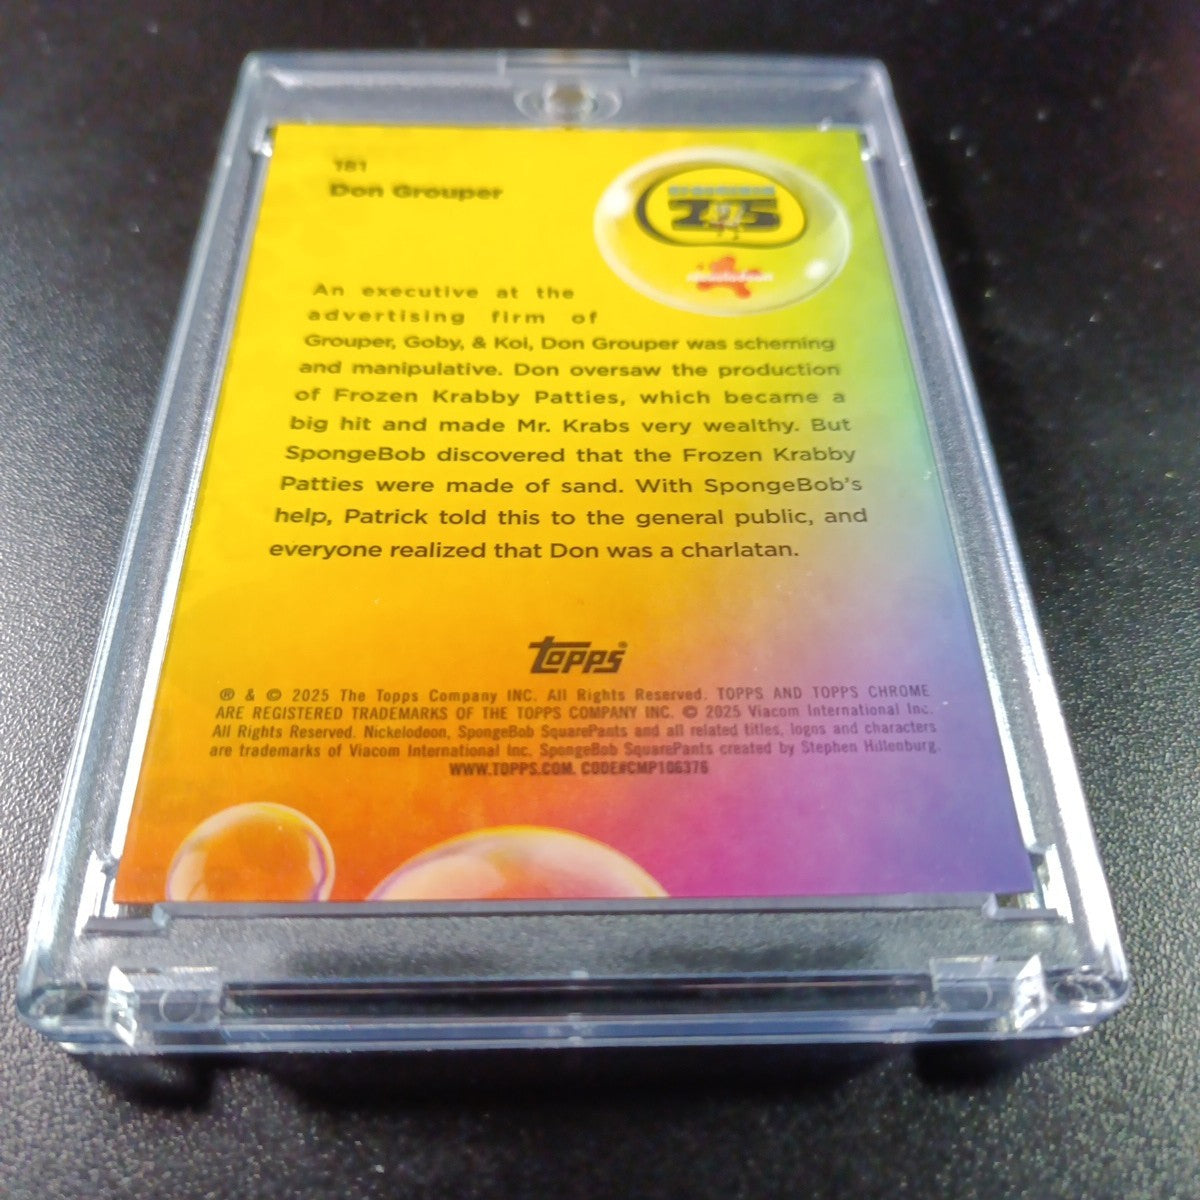 181
Don Grouper
25
An executive at the
advertising firm of
Grouper, Goby, & Koi, Don Grouper was scheming
and manipulative. Don oversaw the production
of Frozen Krabby Patties, which became a
big hit and made Mr. Krabs very wealthy. But
SpongeBob discovered that the Frozen Krabby
Patties were made of sand. With SpongeBob's
help, Patrick told this to the general public, and
everyone realized that Don was a charlatan.
topps®
® & © 2025 The Topps Company INC. All Rights Reserved. TOPPS AND TOPPS CHROME
ARE REGISTERED TRADEMARKS OF THE TOPPS COMPANY INC. © 2025 Viacom International Inc.
All Rights Reserved. Nickelodeon, SpongeBob SquarePants and all related titles, logos and characters
are trademarks of Viacom International Inc. SpongeBob SquarePants created by Stephen Hillenburg.
WWW.TOPPS.COM. CODE#CMP106376